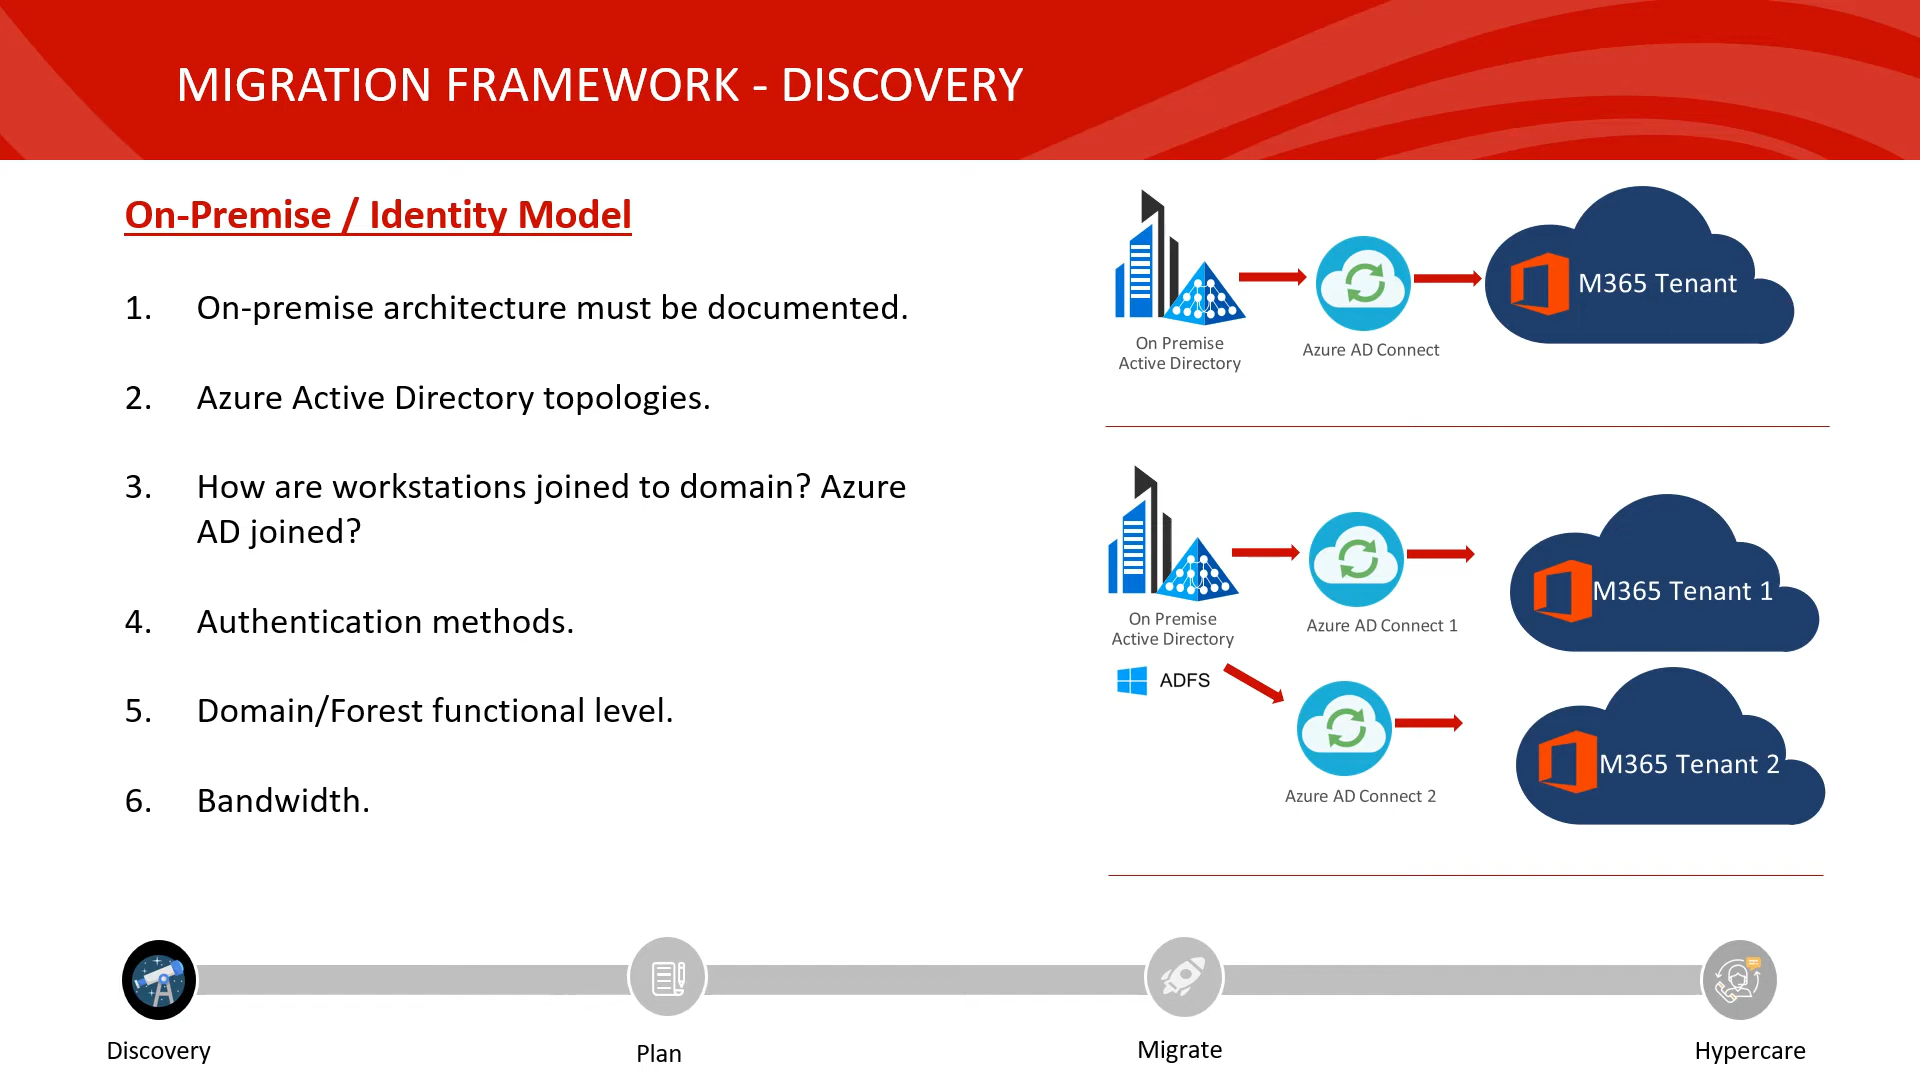 MIGRATION FRAMEWORK - DISCOVERY
On-Premise / Identity Model
1. On-premise architecture must be documented.
2. Azure Active Directory topologies.
3. How are workstations joined to domain? Azure
AD joined?
4. Authentication methods.
5. Domain/Forest functional level.
6. Bandwidth.
On Premise
Active Directory
Azure AD Connect
M365 Tenant
On Premise
Active Directory
ADFS
Azure AD Connect 1
M365 Tenant 1
Azure AD Connect 2
M365 Tenant 2
Discovery
Plan
Migrate
Hypercare